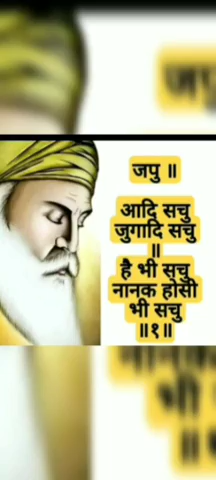 जपु ॥
आदि सचु
जुगादि सचु
॥
है भी सचु
नानक होसी
भी सचु
॥१॥